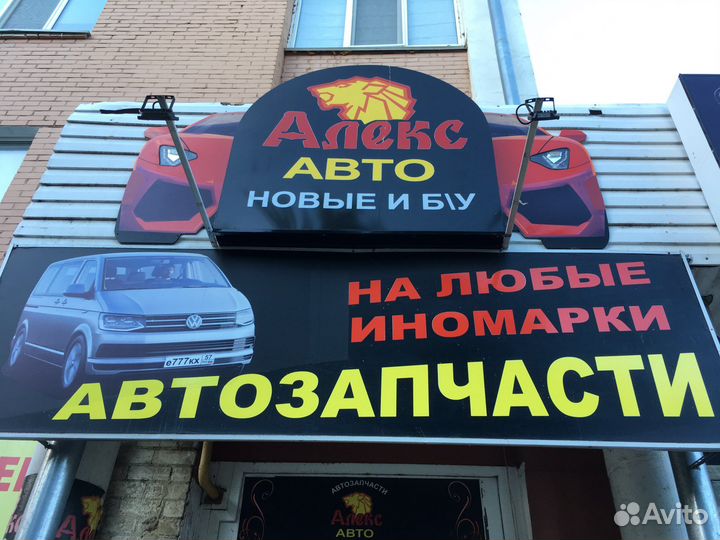 Алекс
АВТО
НОВЫЕ И Б\У
НА ЛЮБЫЕ
ИНОМАРКИ
е777кх 57
АВТОЗАПЧАСТИ
АВТОЗАПЧАСТИ
Алекс
АВТО
Avito